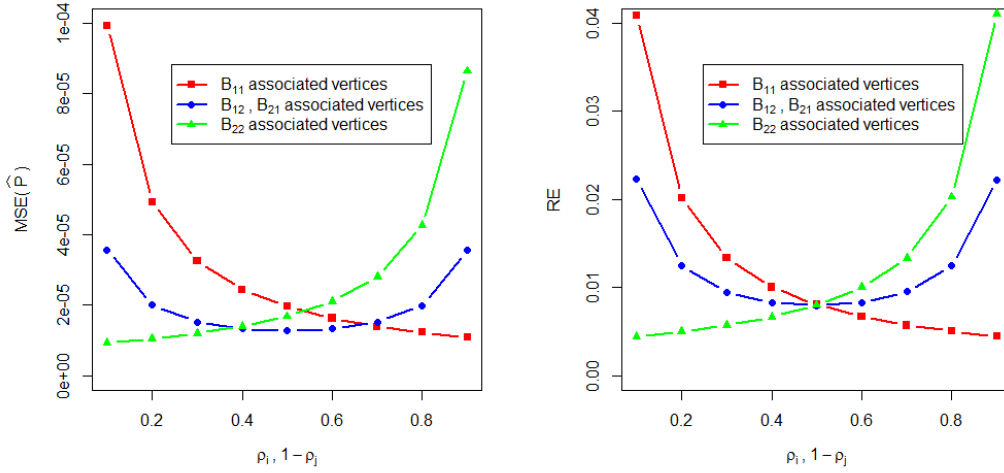 1e-04
8e-05
6e-05
4e-05
2e-05
0e+00
MSE( P̂ )
B₁₁ associated vertices
B₁₂ , B₂₁ associated vertices
B₂₂ associated vertices
0.2 0.4 0.6 0.8
ρᵢ , 1 − ρⱼ
0.04
0.03
0.02
0.01
0.00
RE
B₁₁ associated vertices
B₁₂ , B₂₁ associated vertices
B₂₂ associated vertices
0.2 0.4 0.6 0.8
ρᵢ , 1 − ρⱼ